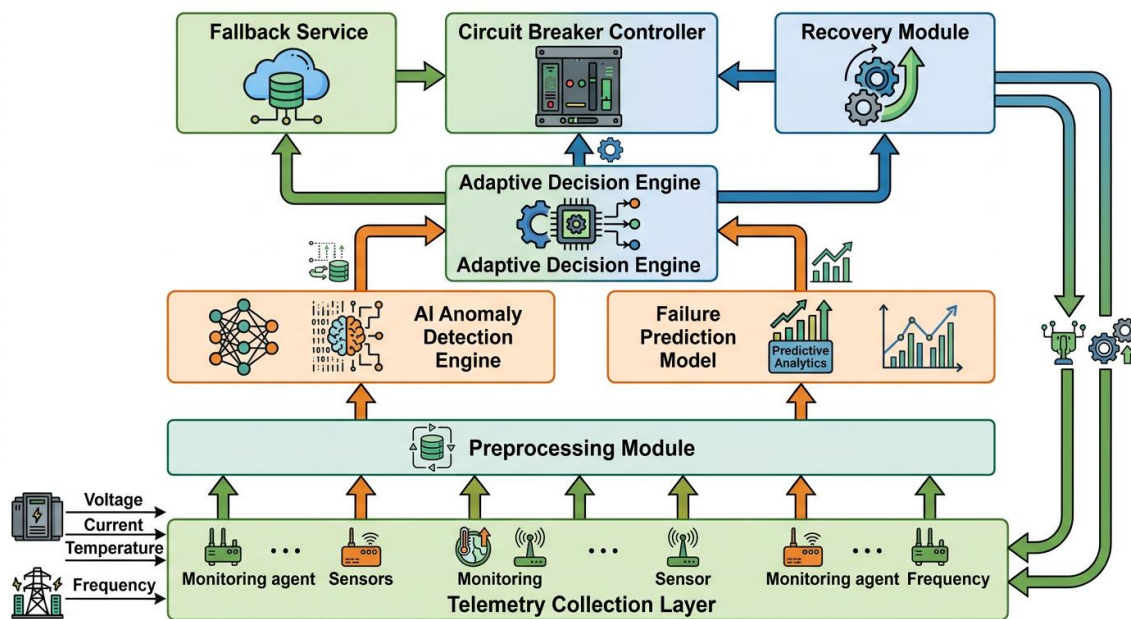 Fallback Service
Circuit Breaker Controller
Recovery Module
Adaptive Decision Engine
Adaptive Decision Engine
AI Anomaly
Detection
Engine
Failure
Prediction
Model
Predictive
Analytics
Preprocessing Module
Voltage
Current
Temperature
Frequency
Monitoring agent
Sensors
Monitoring
Sensor
Monitoring agent
Frequency
Telemetry Collection Layer